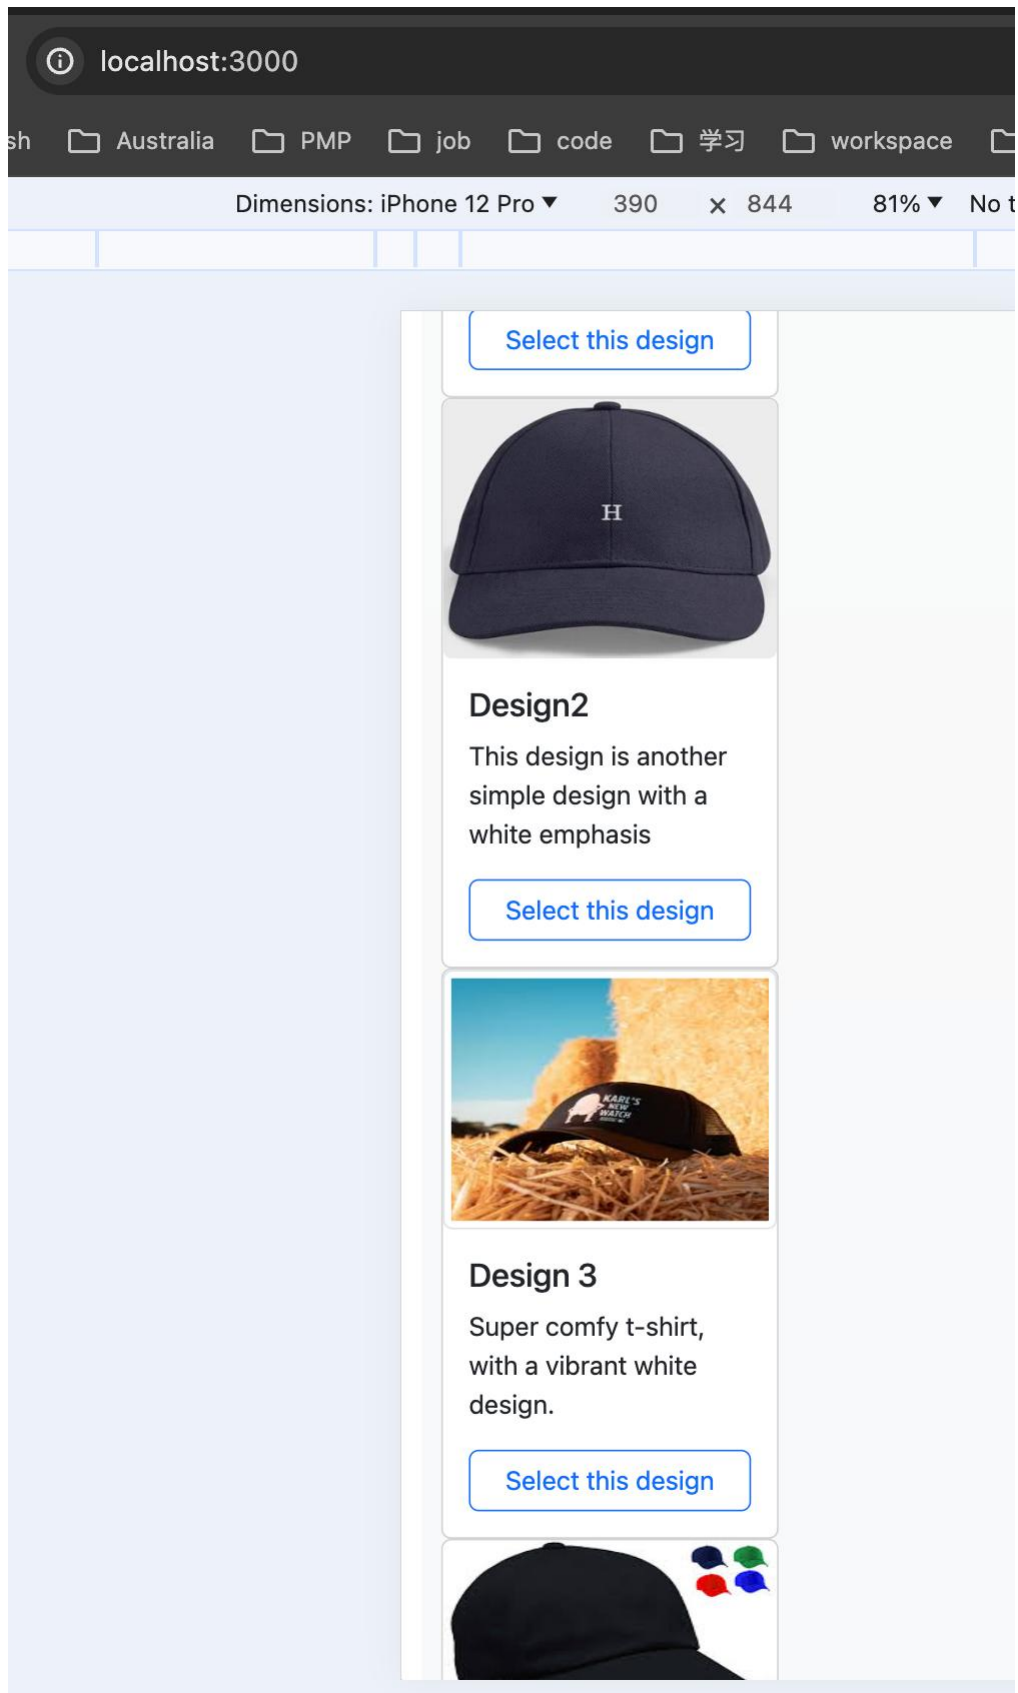 localhost:3000
sh Australia PMP job code 学习 workspace
Dimensions: iPhone 12 Pro ▼ 390 × 844 81% ▼ No t
Select this design
H
Design2
This design is another
simple design with a
white emphasis
Select this design
KARL'S
NEW
WATCH
Design 3
Super comfy t-shirt,
with a vibrant white
design.
Select this design